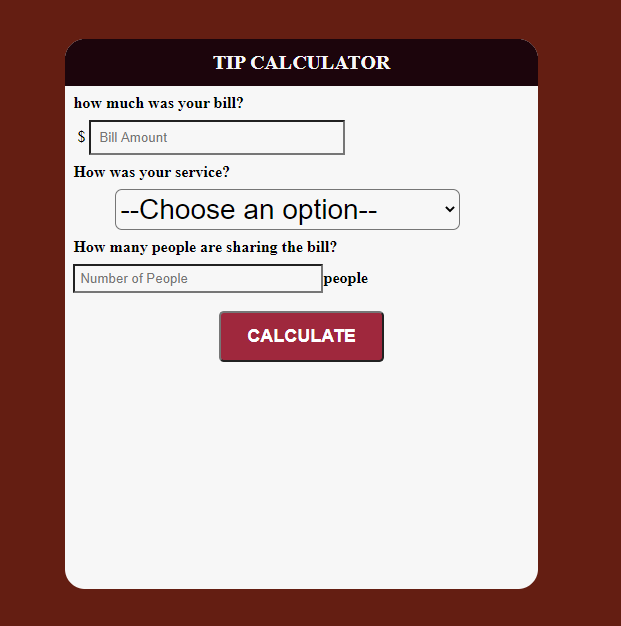 TIP CALCULATOR
how much was your bill?
$ Bill Amount
How was your service?
--Choose an option--
How many people are sharing the bill?
Number of People people
CALCULATE